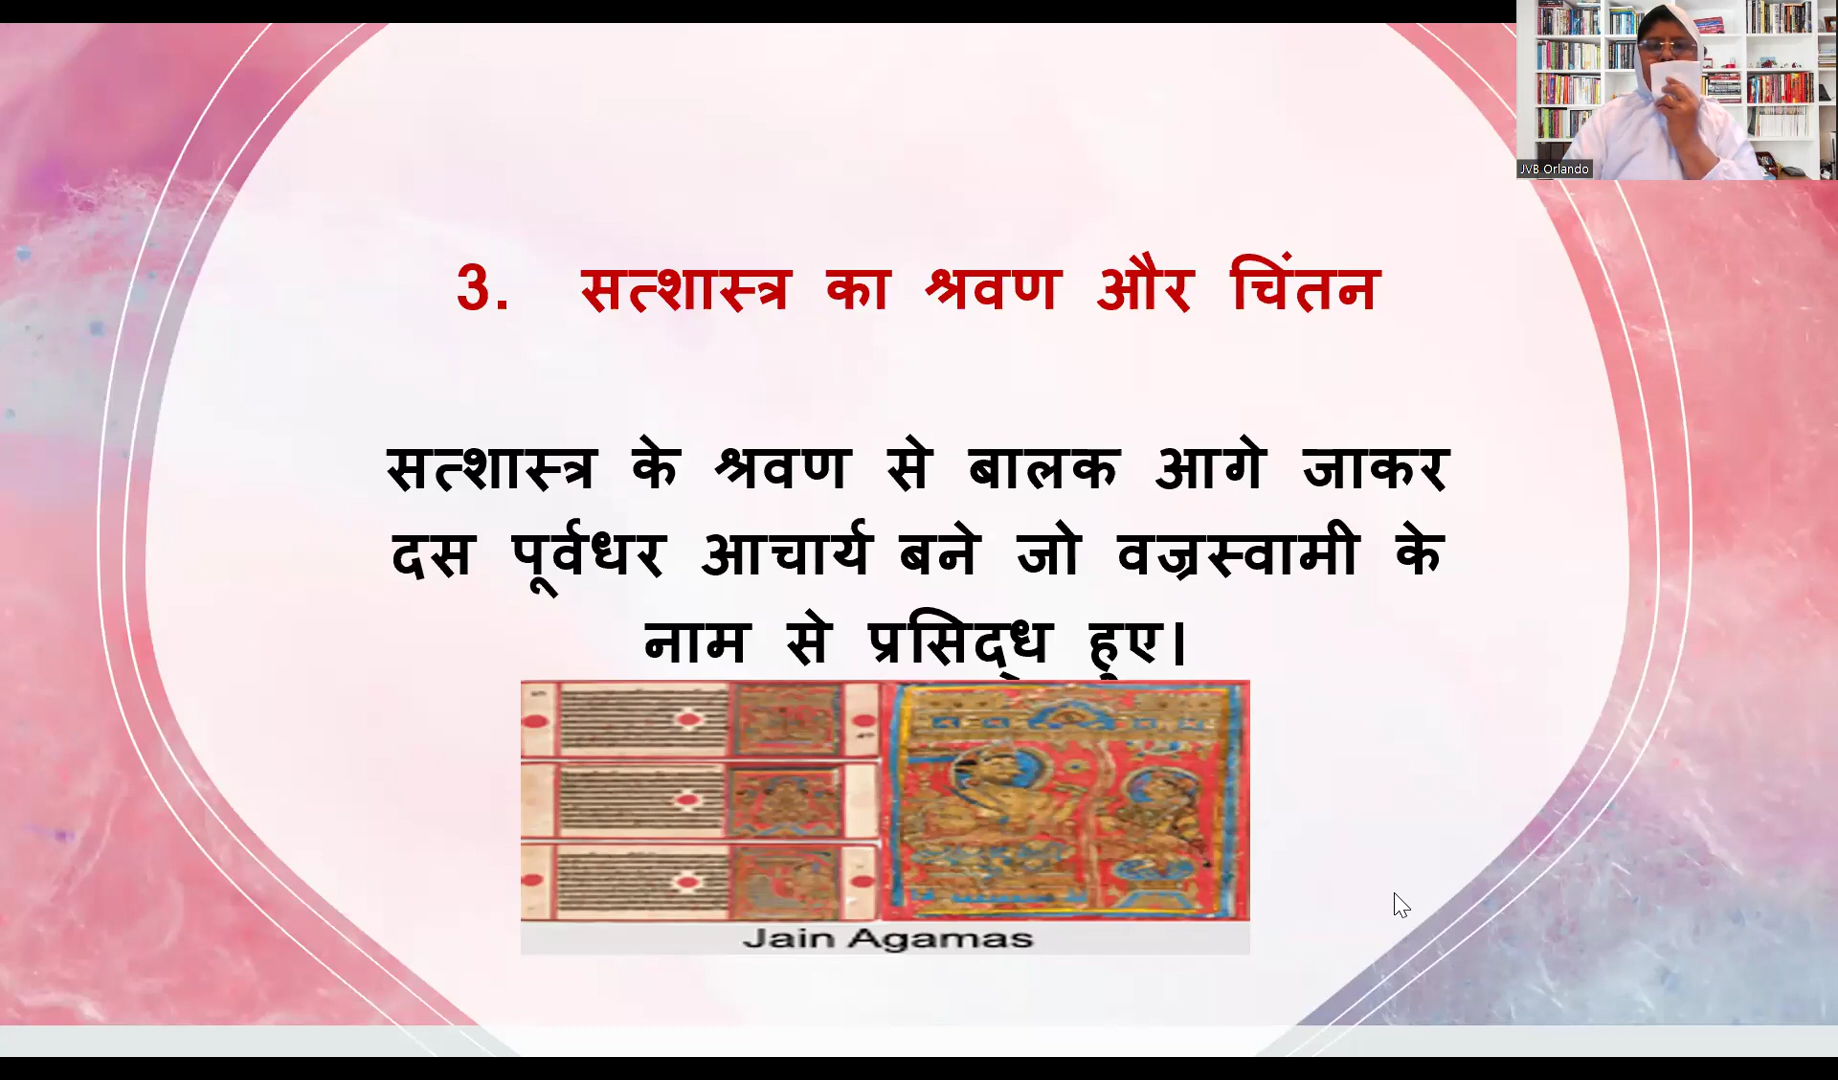 JVB Orlando
3. सत्शास्त्र का श्रवण और चिंतन
सत्शास्त्र के श्रवण से बालक आगे जाकर
दस पूर्वधर आचार्य बने जो वज्रस्वामी के
नाम से प्रसिद्ध हुए।
Jain Agamas